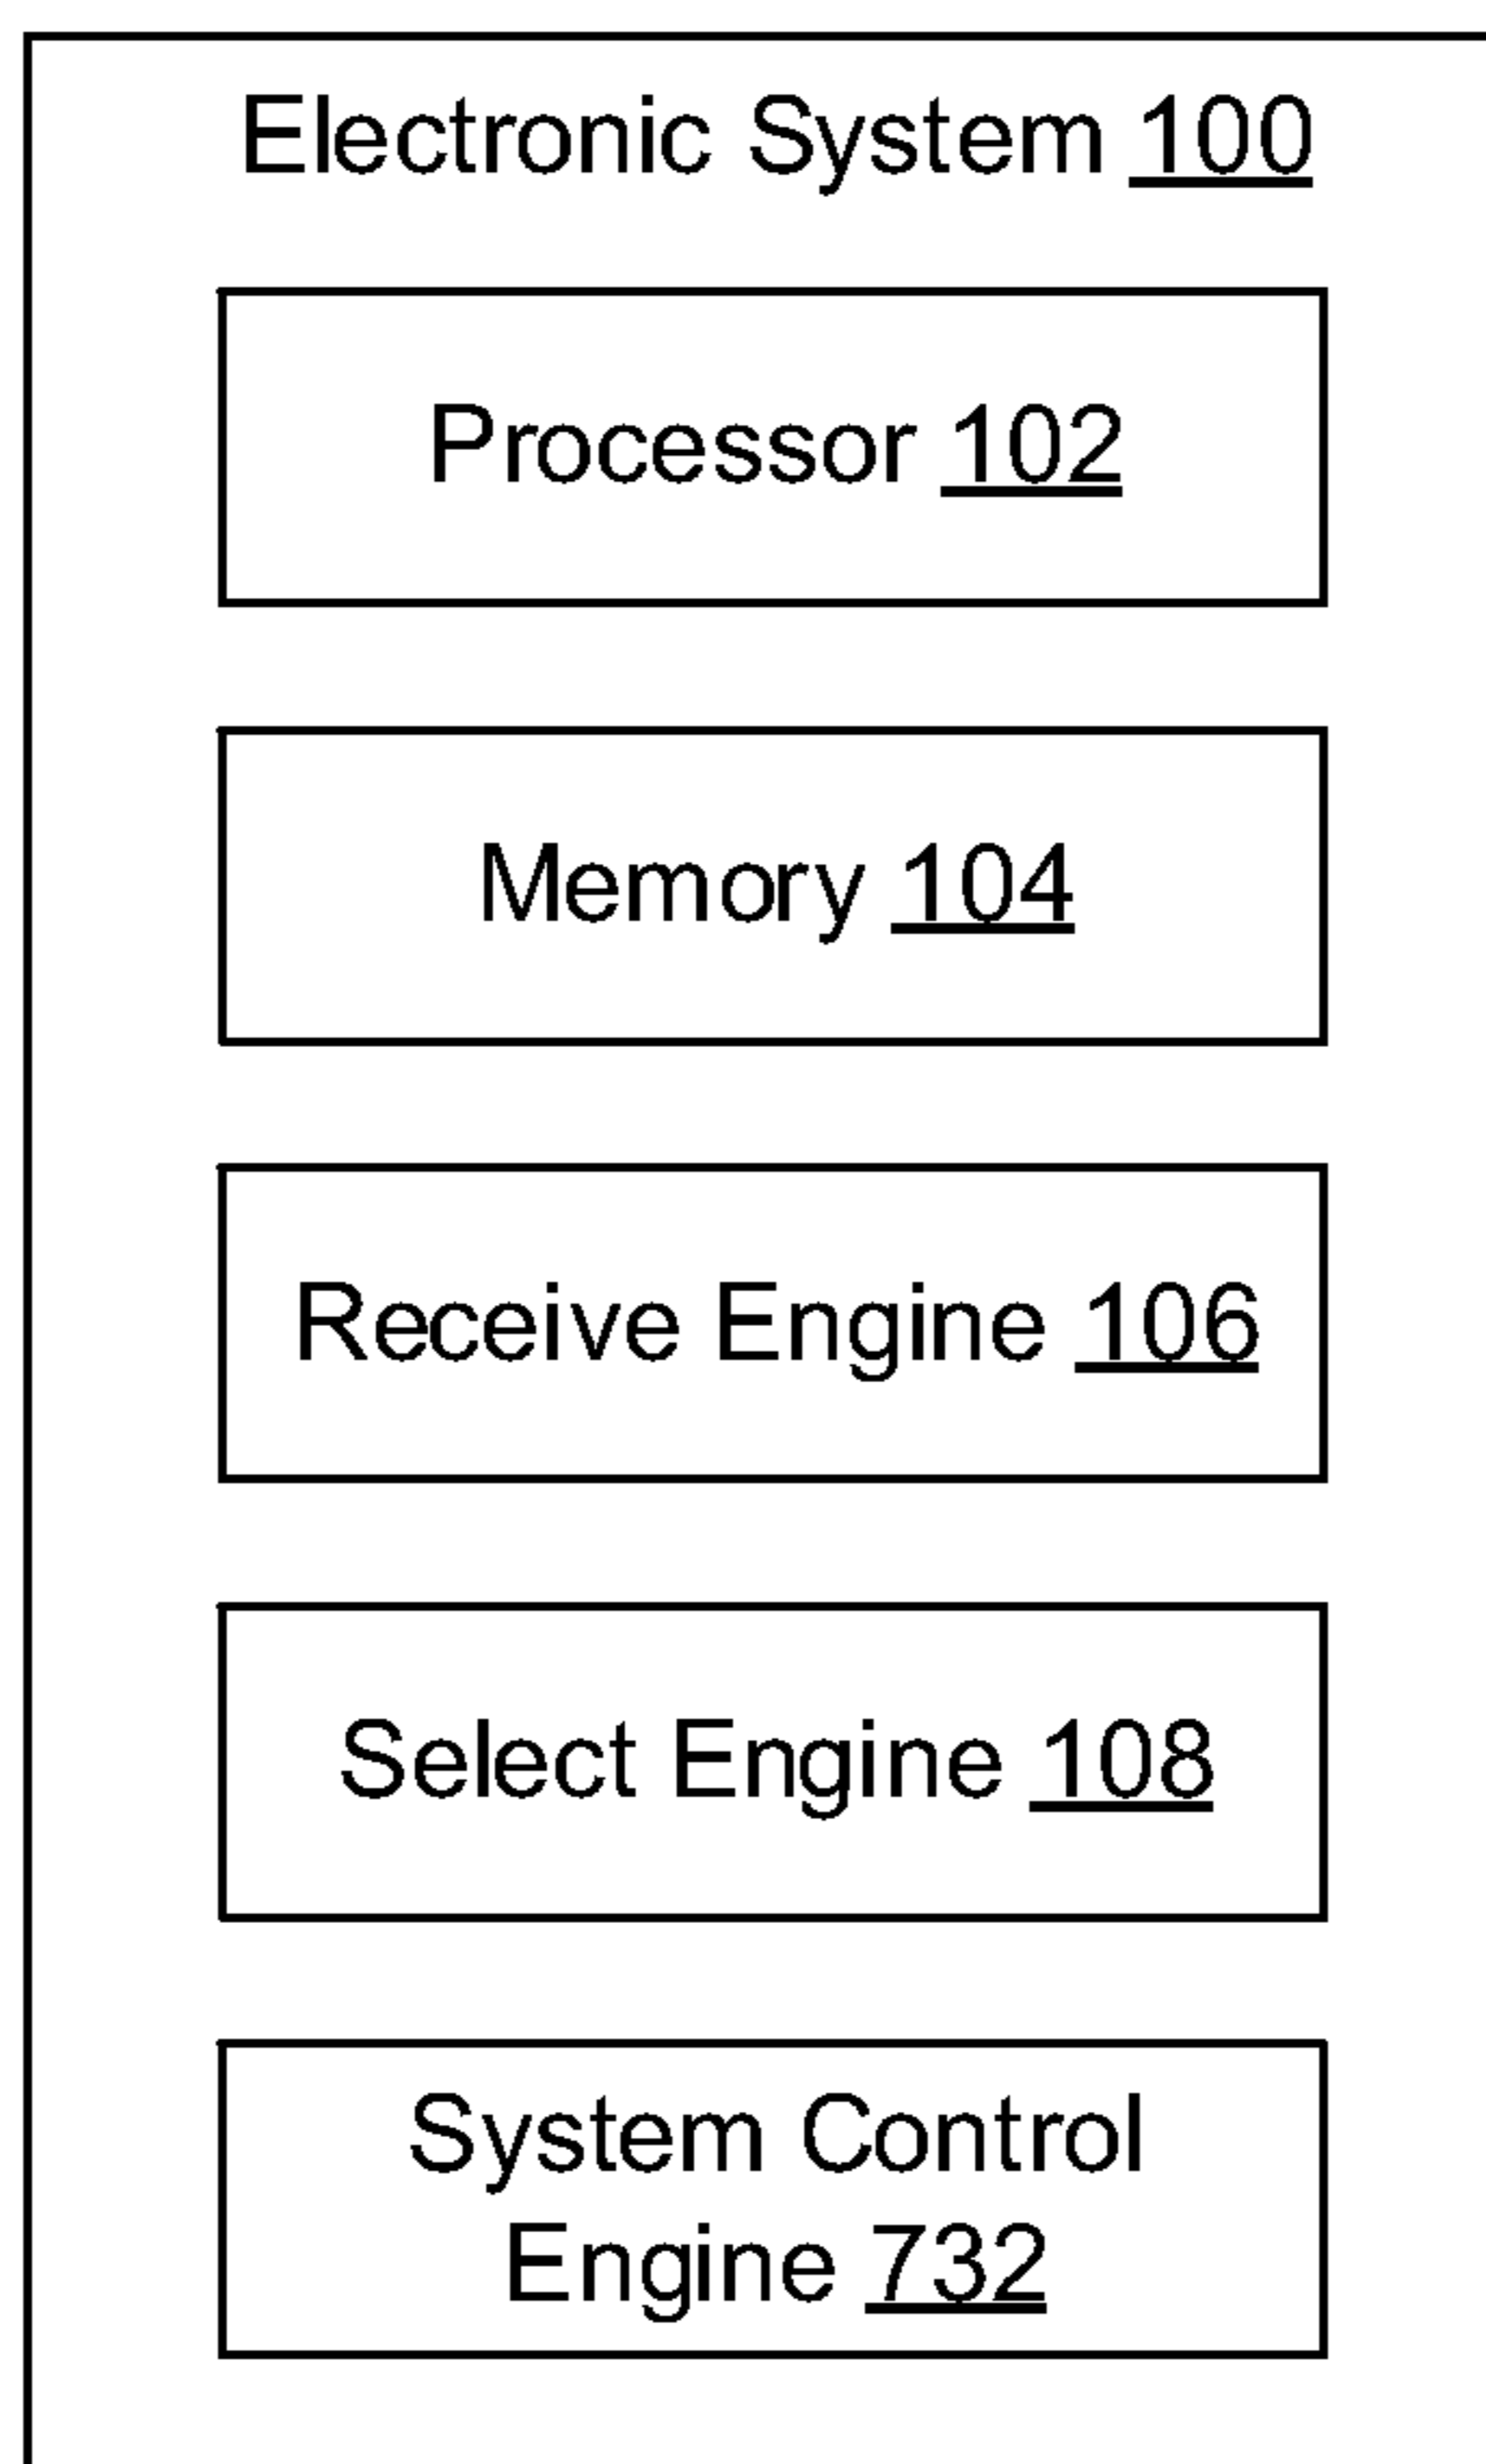 Electronic System 100
Processor 102
Memory 104
Receive Engine 106
Select Engine 108
System Control
Engine 732